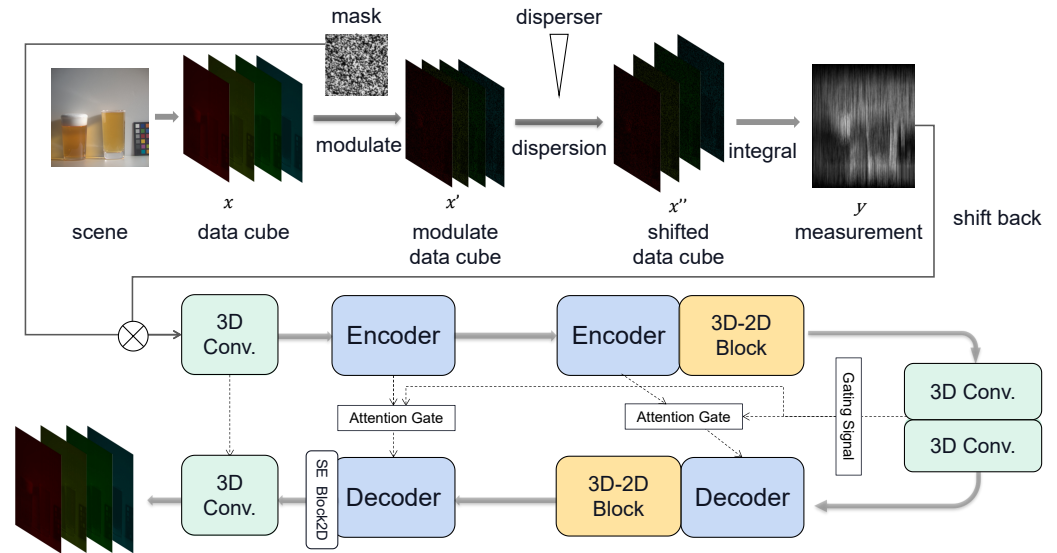 mask
disperser
modulate
dispersion
integral
x
x'
x''
y
scene
data cube
modulate
data cube
shifted
data cube
measurement
shift back
3D
Conv.
Encoder
Encoder
3D-2D
Block
Gating Signal
3D Conv.
3D Conv.
Attention Gate
Attention Gate
3D
Conv.
SE Block2D
Decoder
3D-2D
Block
Decoder